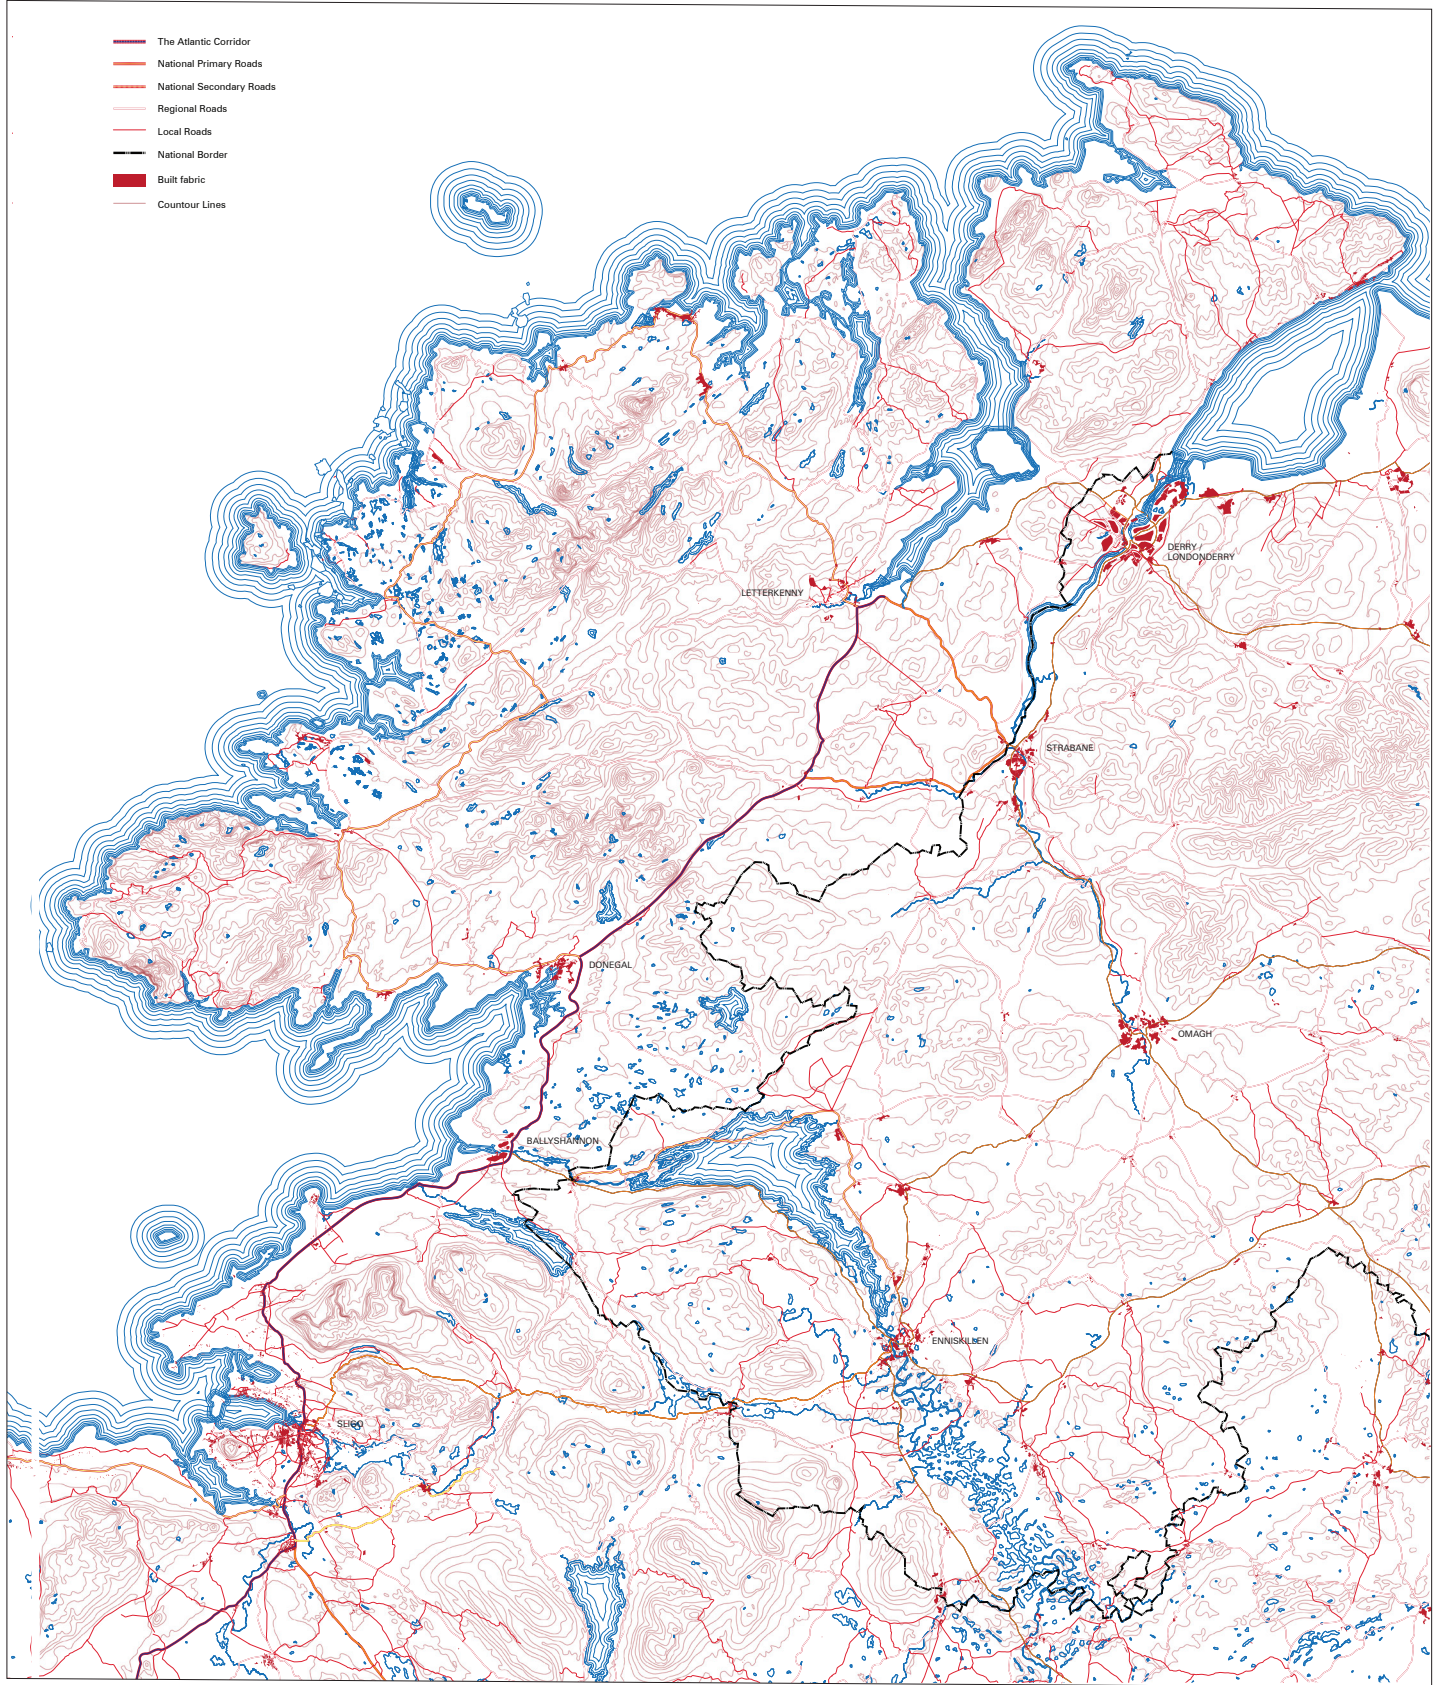 The Atlantic Corridor
National Primary Roads
National Secondary Roads
Regional Roads
Local Roads
National Border
Built fabric
Countour Lines
DERRY /
LONDONDERRY
LETTERKENNY
STRABANE
DONEGAL
OMAGH
BALLYSHANNON
ENNISKILLEN
SLIGO